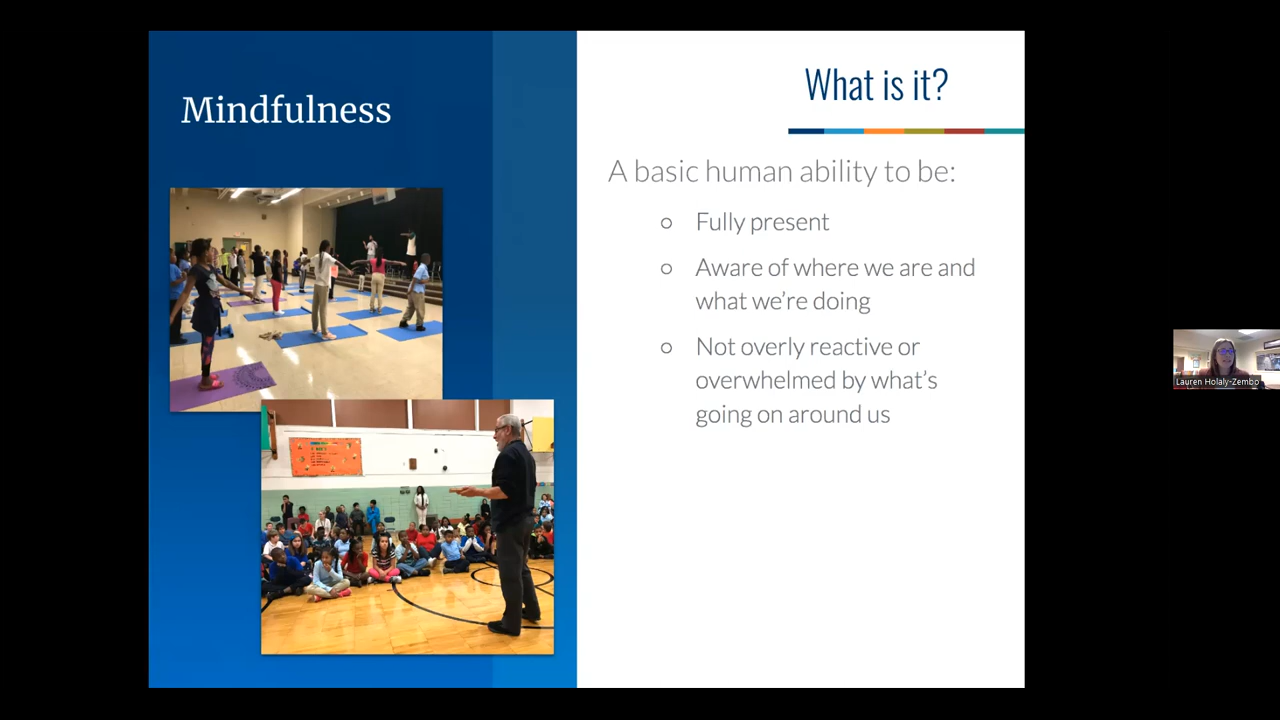 Mindfulness
What is it?
A basic human ability to be:
Fully present
Aware of where we are and
what we're doing
Not overly reactive or
overwhelmed by what's
going on around us
Lauren Holaly-Zembo